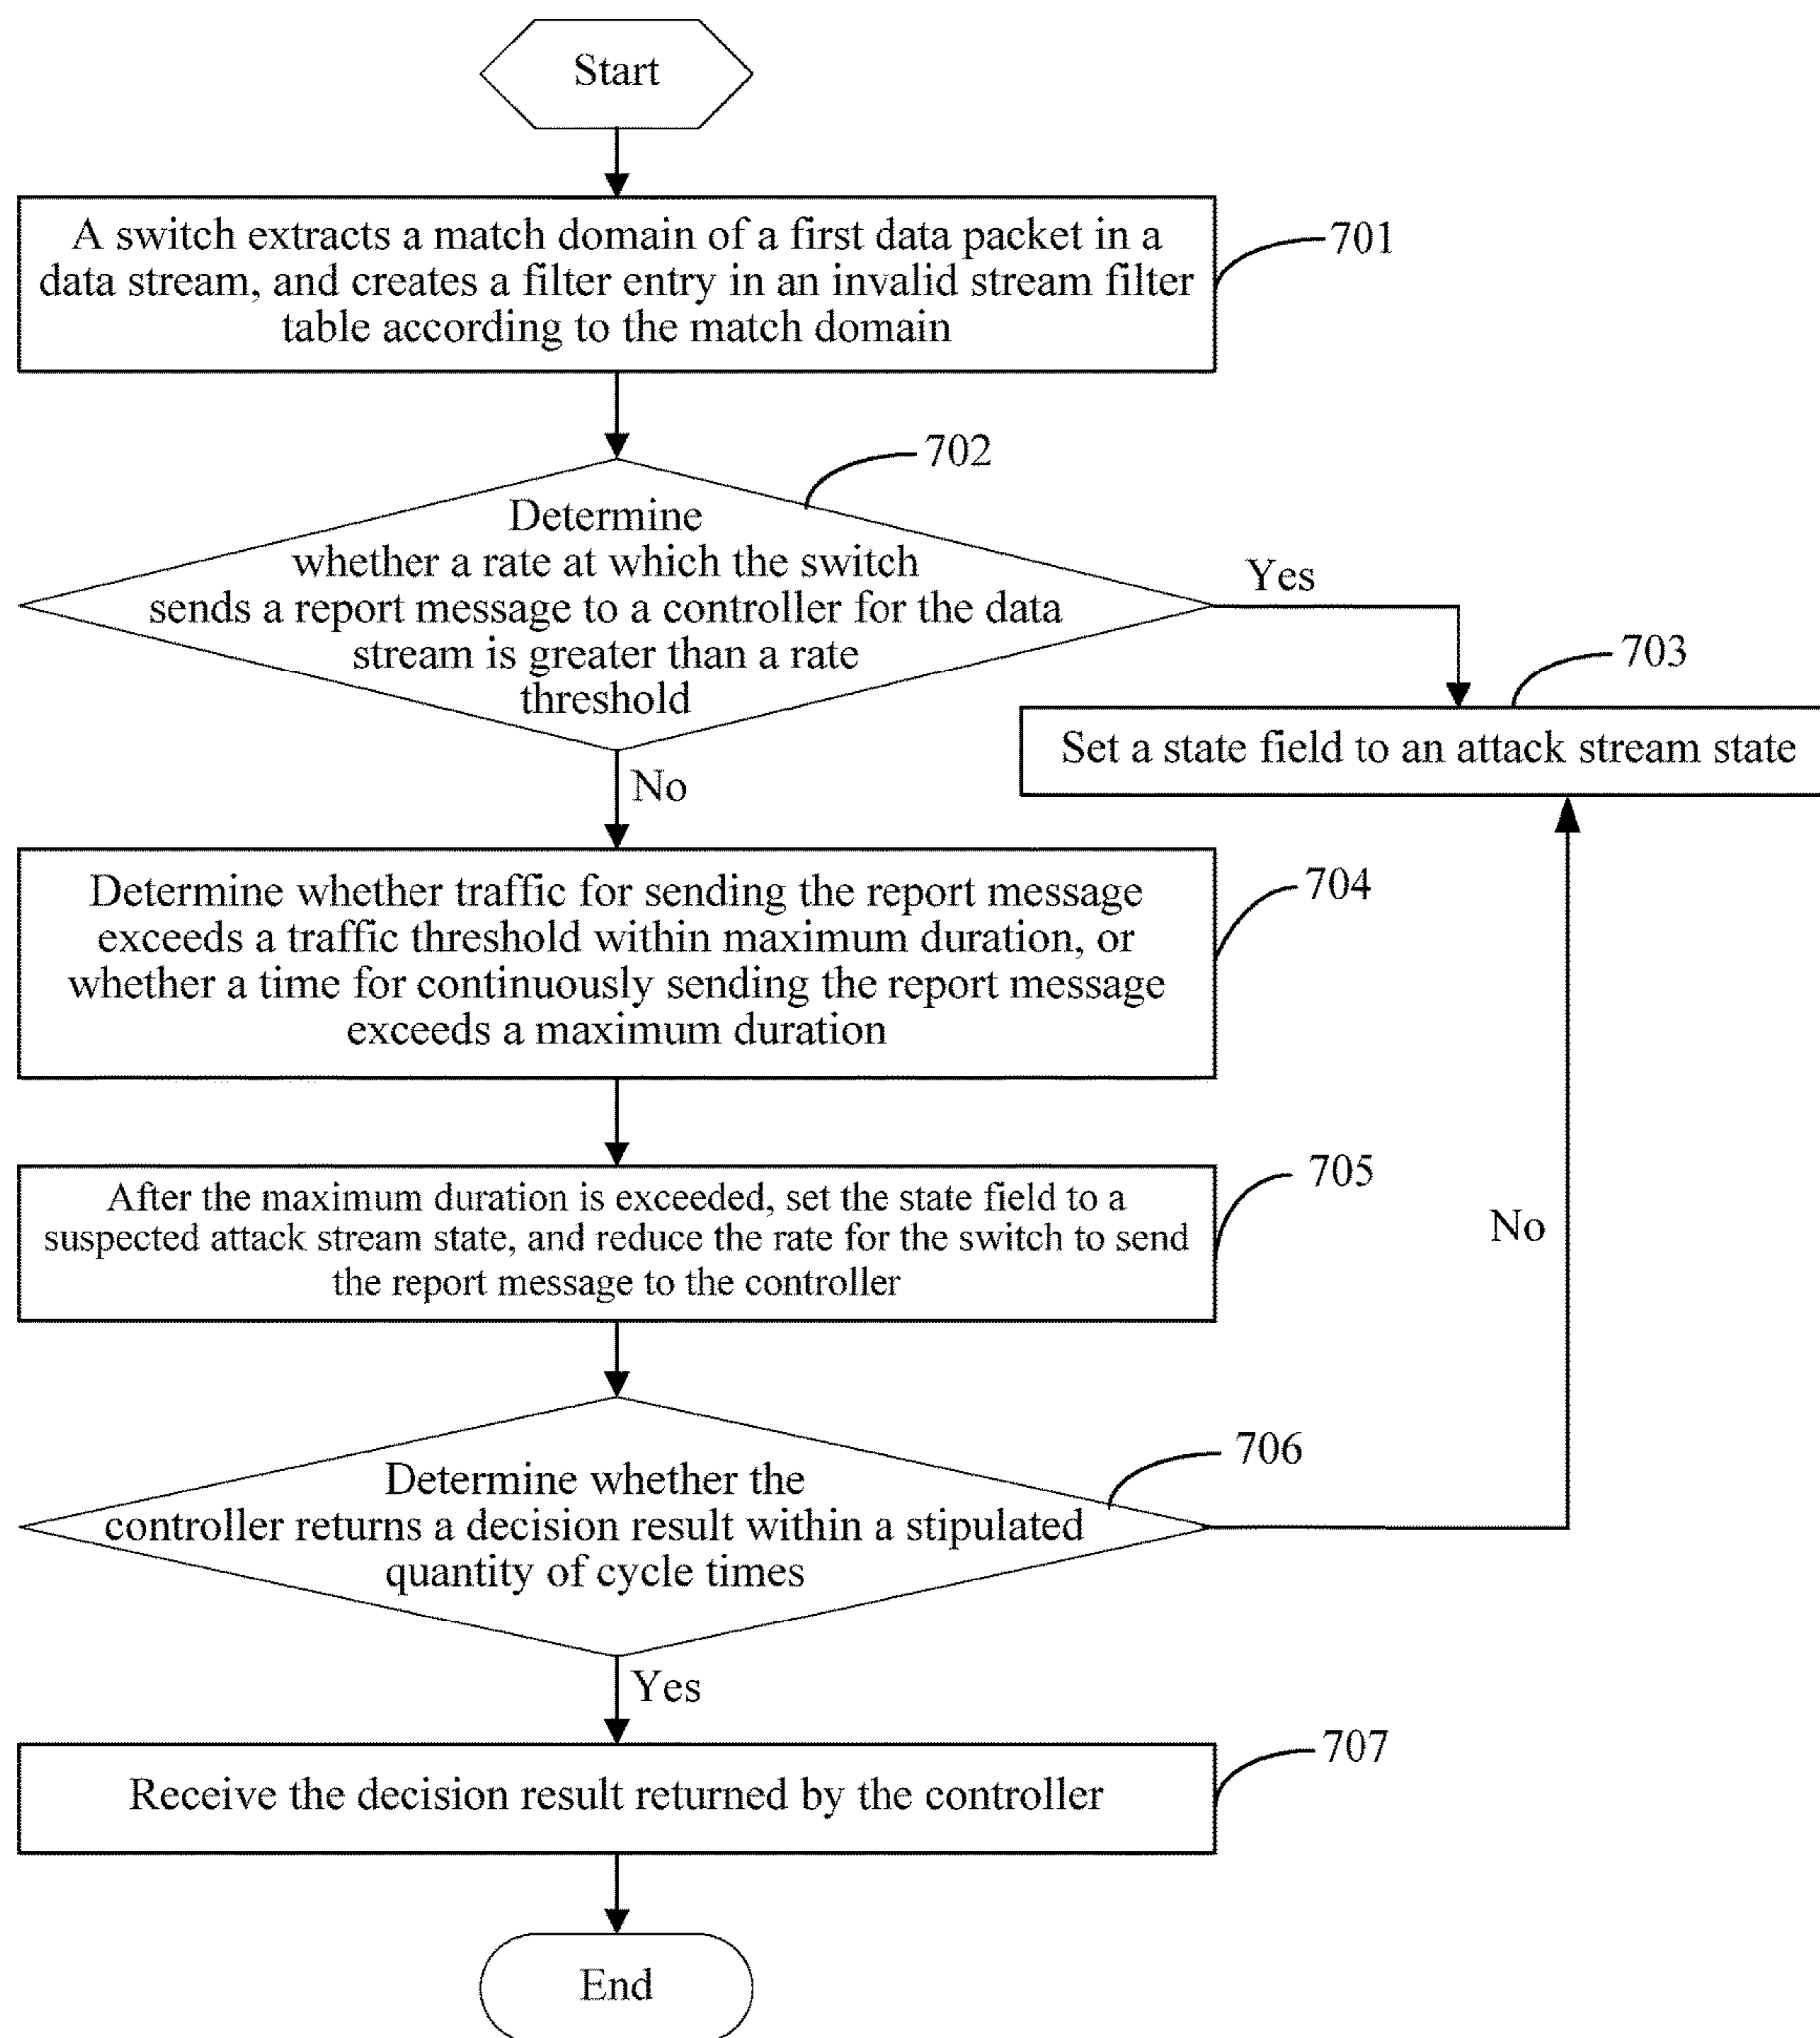 Start
A switch extracts a match domain of a first data packet in a
data stream, and creates a filter entry in an invalid stream filter
table according to the match domain
701
702
Determine
whether a rate at which the switch
sends a report message to a controller for the data
stream is greater than a rate
threshold
Yes
703
Set a state field to an attack stream state
No
Determine whether traffic for sending the report message
exceeds a traffic threshold within maximum duration, or
whether a time for continuously sending the report message
exceeds a maximum duration
704
After the maximum duration is exceeded, set the state field to a
suspected attack stream state, and reduce the rate for the switch to send
the report message to the controller
705
No
706
Determine whether the
controller returns a decision result within a stipulated
quantity of cycle times
Yes
707
Receive the decision result returned by the controller
End